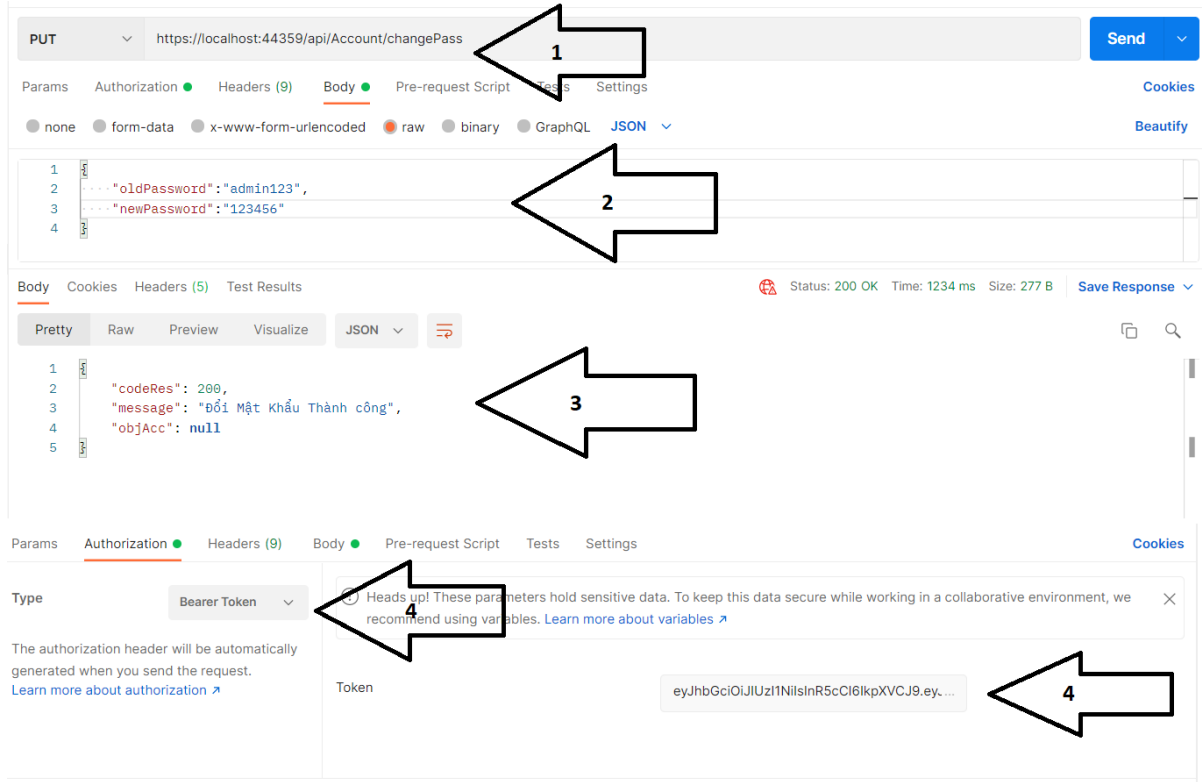 PUT https://localhost:44359/api/Account/changePass 1 Send
Params Authorization Headers (9) Body Pre-request Script Tests Settings Cookies
none form-data x-www-form-urlencoded raw binary GraphQL JSON Beautify
1 {
2 "oldPassword":"admin123",
3 "newPassword":"123456"
4 }
2
Body Cookies Headers (5) Test Results Status: 200 OK Time: 1234 ms Size: 277 B Save Response
Pretty Raw Preview Visualize JSON
1 {
2 "codeRes": 200,
3 "message": "Đổi Mật Khẩu Thành công",
4 "objAcc": null
5 }
3
Params Authorization Headers (9) Body Pre-request Script Tests Settings Cookies
Type Bearer Token 4
Heads up! These parameters hold sensitive data. To keep this data secure while working in a collaborative environment, we
recommend using variables. Learn more about variables ↗
The authorization header will be automatically
generated when you send the request.
Learn more about authorization ↗
Token eyJhbGciOiJIUzI1NiIsInR5cCI6IkpXVCJ9.ey... 4